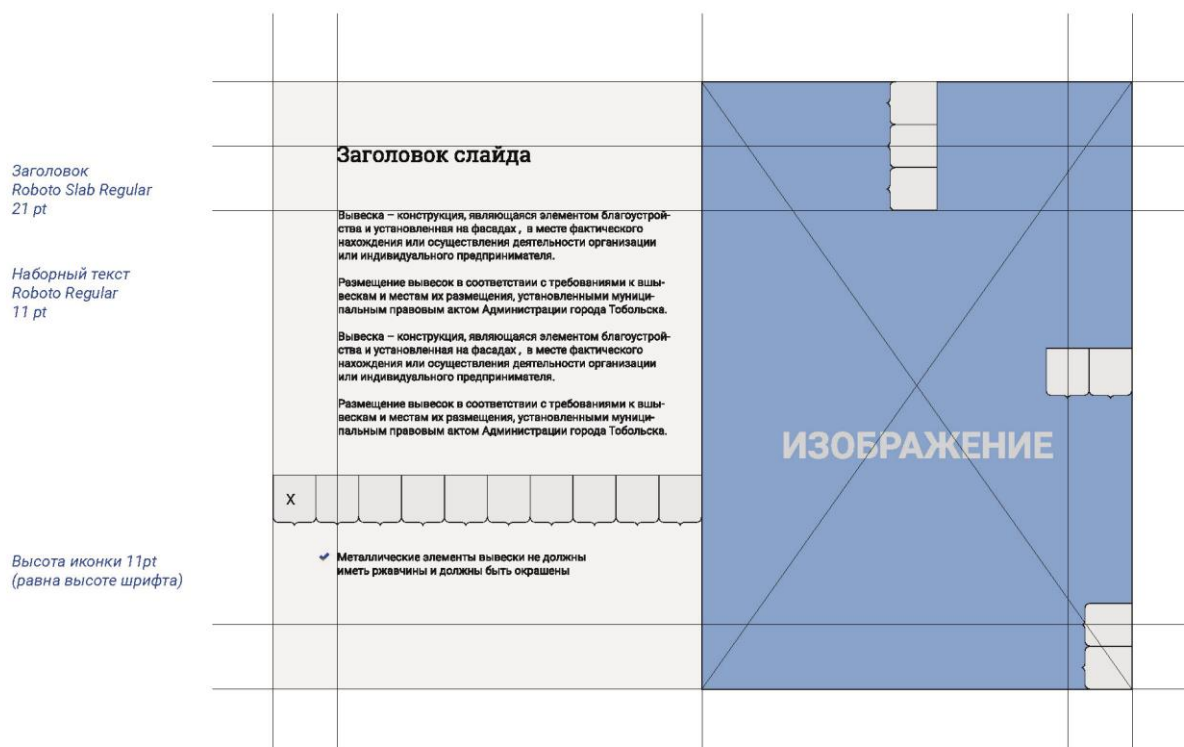 Заголовок
Roboto Slab Regular
21 pt
Наборный текст
Roboto Regular
11 pt
Высота иконки 11pt
(равна высоте шрифта)
Заголовок слайда
Вывеска – конструкция, являющаяся элементом благоустрой-
ства и установленная на фасадах , в месте фактического
нахождения или осуществления деятельности организации
или индивидуального предпринимателя.
Размещение вывесок в соответствии с требованиями к вшы-
вескам и местам их размещения, установленными муници-
пальным правовым актом Администрации города Тобольска.
Вывеска – конструкция, являющаяся элементом благоустрой-
ства и установленная на фасадах , в месте фактического
нахождения или осуществления деятельности организации
или индивидуального предпринимателя.
Размещение вывесок в соответствии с требованиями к вшы-
вескам и местам их размещения, установленными муници-
пальным правовым актом Администрации города Тобольска.
X
Металлические элементы вывески не должны
иметь ржавчины и должны быть окрашены
ИЗОБРАЖЕНИЕ